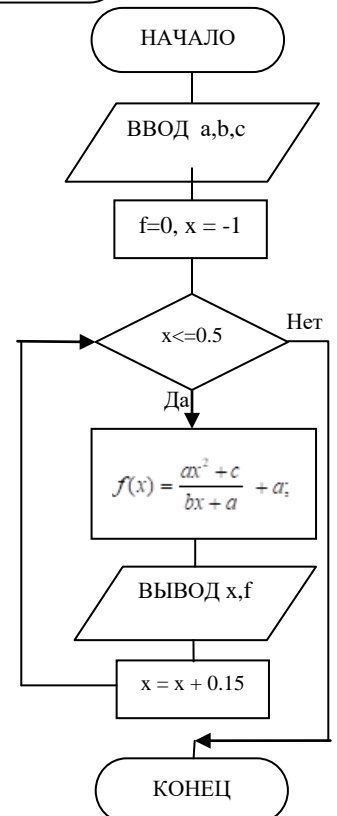 НАЧАЛО
ВВОД a,b,c
f=0, x = -1
x<=0.5
Нет
Да
f(x) = (ax² + c)/(bx + a) + a;
ВЫВОД x,f
x = x + 0.15
КОНЕЦ